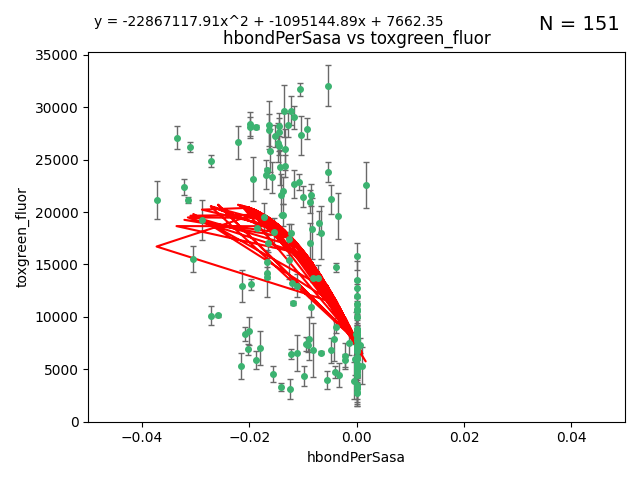 y = -22867117.91x^2 + -1095144.89x + 7662.35
N = 151
hbondPerSasa vs toxgreen_fluor
toxgreen_fluor
35000
30000
25000
20000
15000
10000
5000
0
−0.04
−0.02
0.00
0.02
0.04
hbondPerSasa